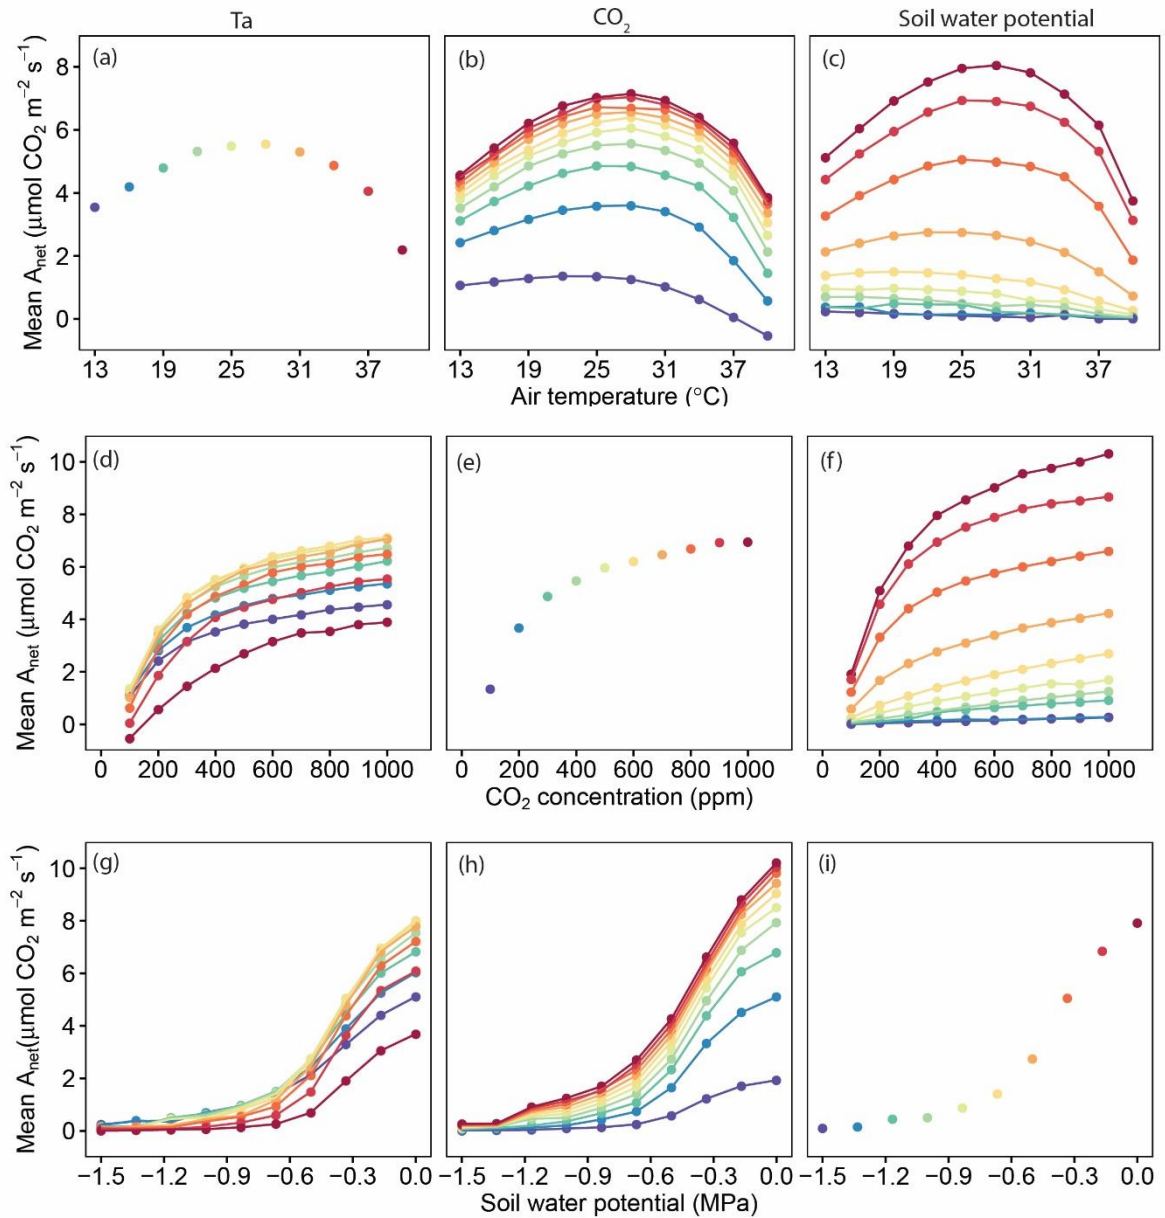 Ta CO₂ Soil water potential
(a) (b) (c)
Mean Aₙₑₜ (µmol CO₂ m⁻² s⁻¹)
8
6
4
2
0
13 19 25 31 37 13 19 25 31 37 13 19 25 31 37
Air temperature (°C)
(d) (e) (f)
Mean Aₙₑₜ (µmol CO₂ m⁻² s⁻¹)
10
8
6
4
2
0
0 200 400 600 800 1000 0 200 400 600 800 1000 0 200 400 600 800 1000
CO₂ concentration (ppm)
(g) (h) (i)
Mean Aₙₑₜ(µmol CO₂ m⁻² s⁻¹)
10
8
6
4
2
0
−1.5 −1.2 −0.9 −0.6 −0.3 0.0 −1.5 −1.2 −0.9 −0.6 −0.3 0.0 −1.5 −1.2 −0.9 −0.6 −0.3 0.0
Soil water potential (MPa)